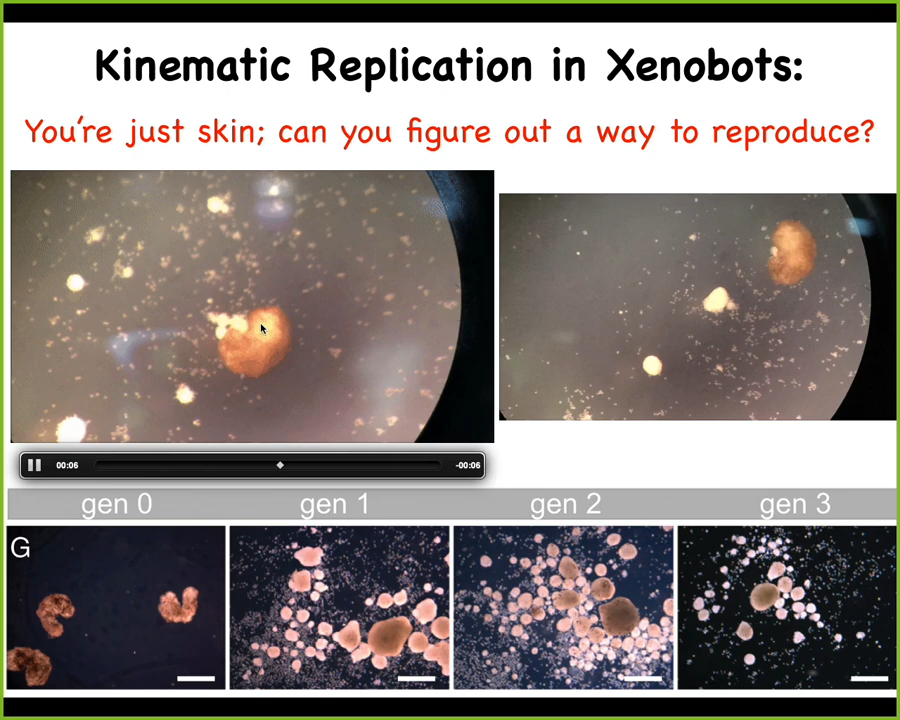 Kinematic Replication in Xenobots:
You're just skin; can you figure out a way to reproduce?
00:06 -00:06
gen 0 gen 1 gen 2 gen 3
G